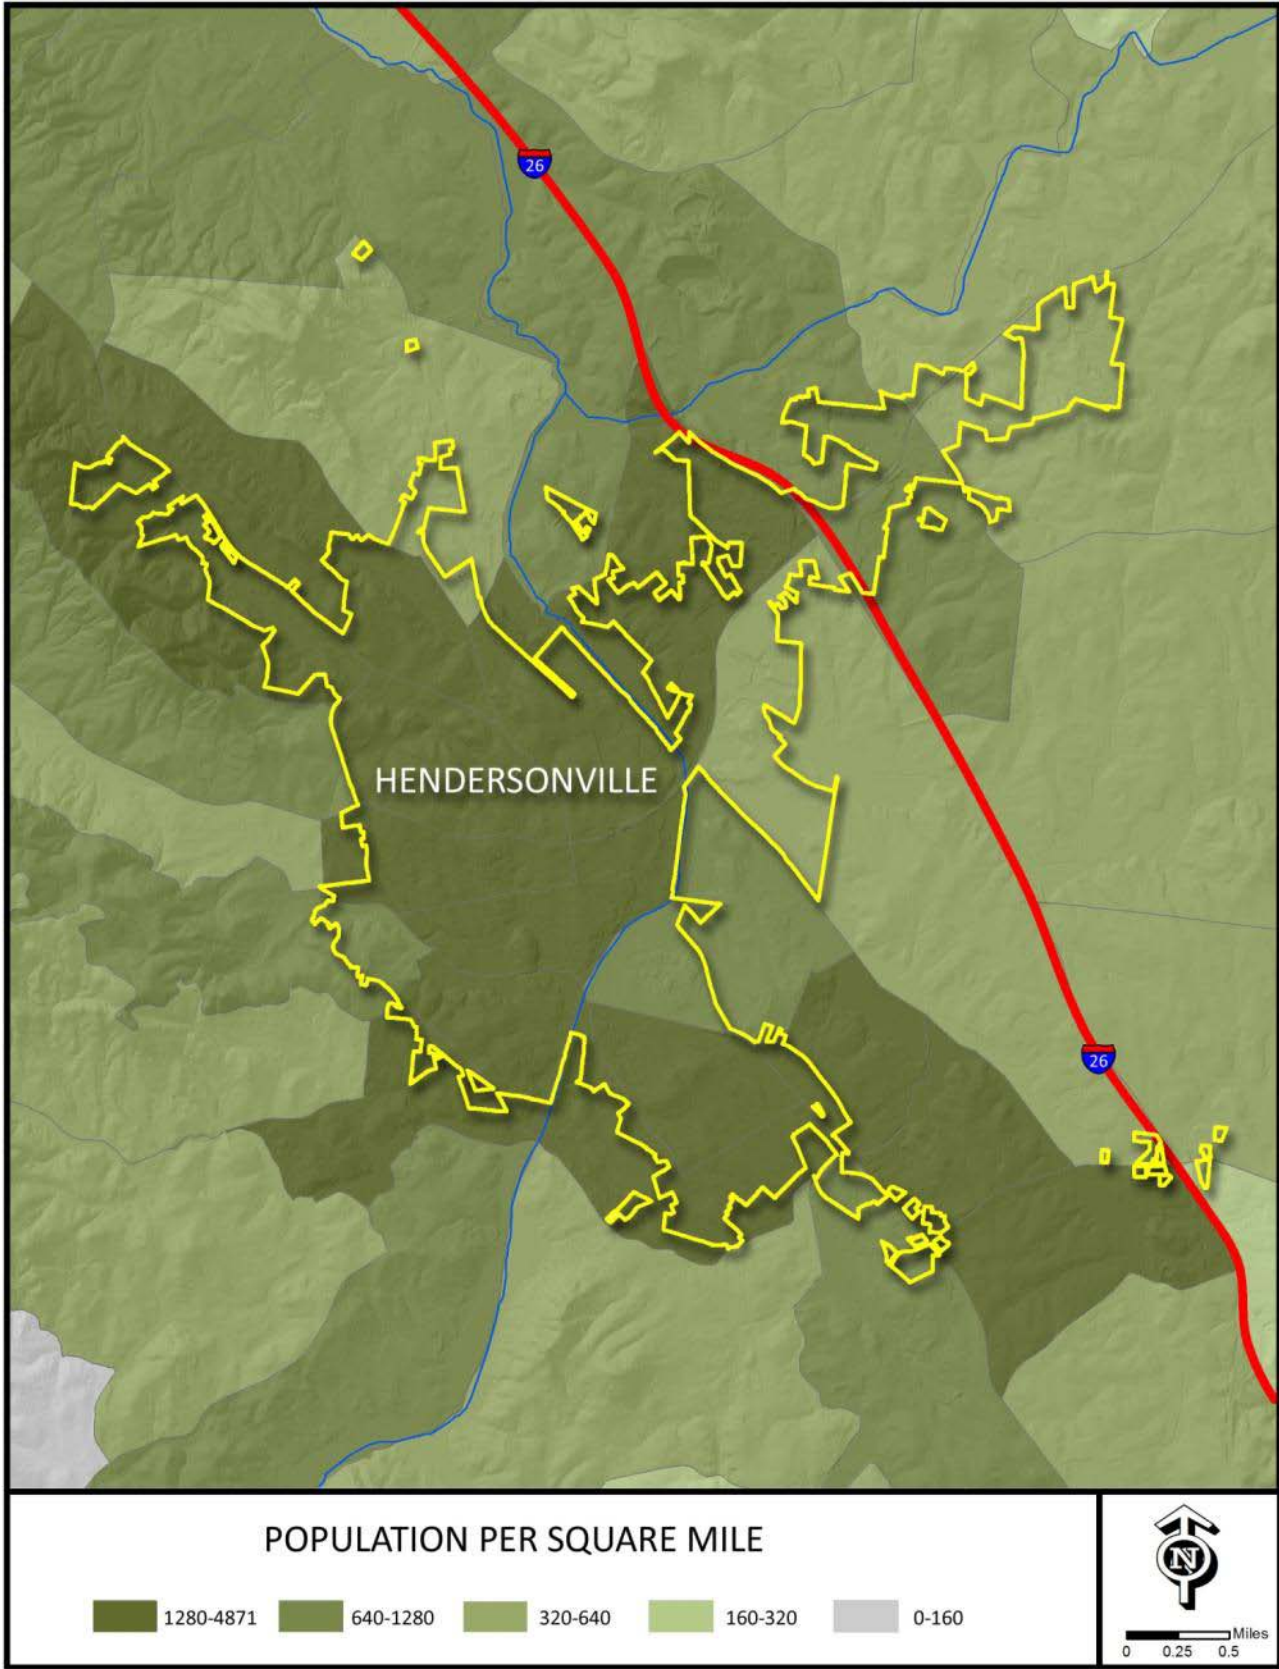 26
HENDERSONVILLE
26
POPULATION PER SQUARE MILE
1280-4871 640-1280 320-640 160-320 0-160
N
Miles
0 0.25 0.5